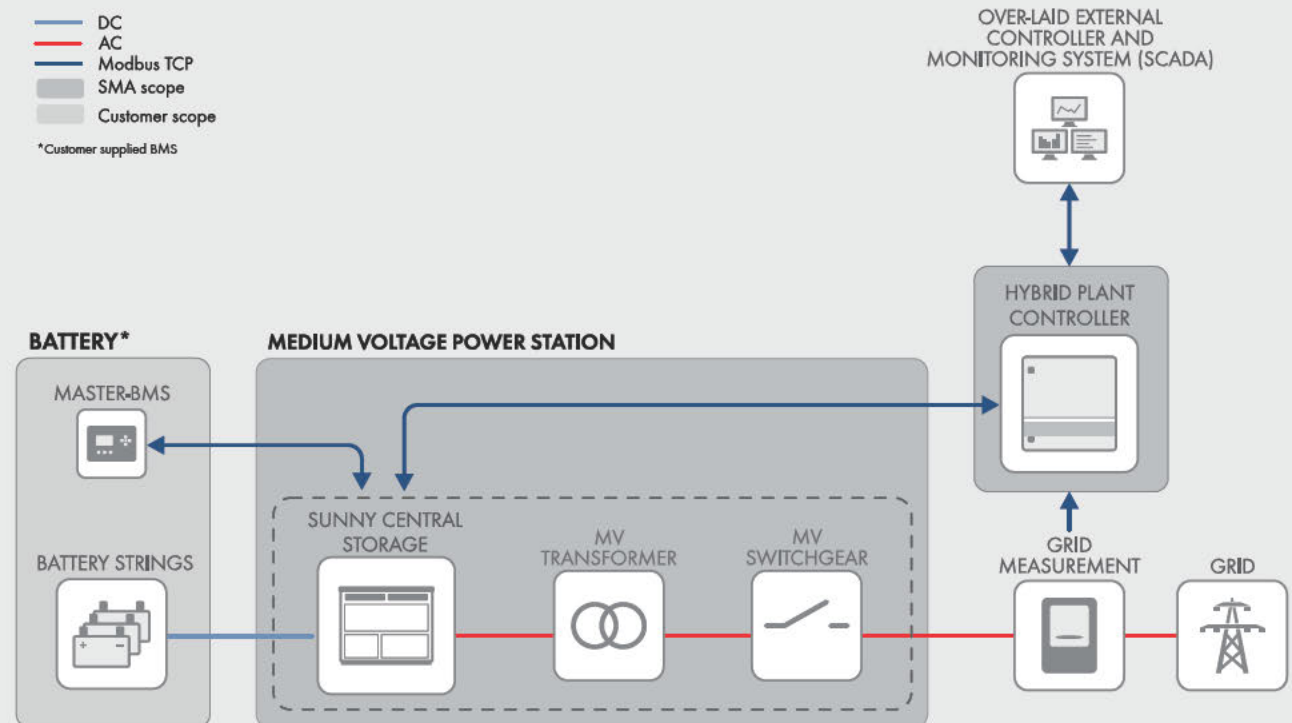 DC
AC
Modbus TCP
SMA scope
Customer scope
*Customer supplied BMS
OVER-LAID EXTERNAL
CONTROLLER AND
MONITORING SYSTEM (SCADA)
HYBRID PLANT
CONTROLLER
BATTERY*
MEDIUM VOLTAGE POWER STATION
MASTER-BMS
SUNNY CENTRAL
STORAGE
MV
TRANSFORMER
MV
SWITCHGEAR
GRID
MEASUREMENT
GRID
BATTERY STRINGS